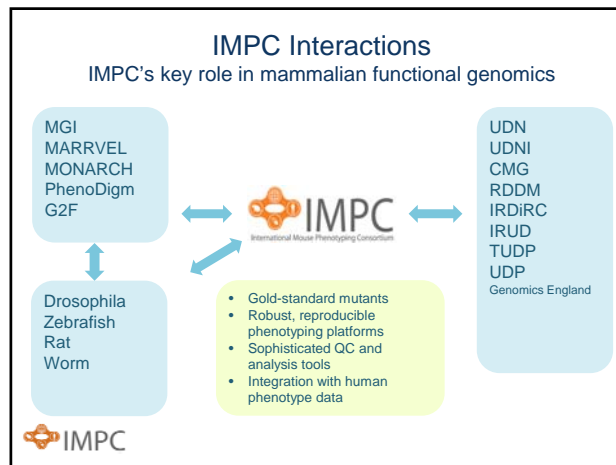 IMPC Interactions
IMPC's key role in mammalian functional genomics
MGI
MARRVEL
MONARCH
PhenoDigm
G2F
Drosophila
Zebrafish
Rat
Worm
IMPC
International Mouse Phenotyping Consortium
• Gold-standard mutants
• Robust, reproducible
phenotyping platforms
• Sophisticated QC and
analysis tools
• Integration with human
phenotype data
UDN
UDNI
CMG
RDDM
IRDiRC
IRUD
TUDP
UDP
Genomics England
IMPC